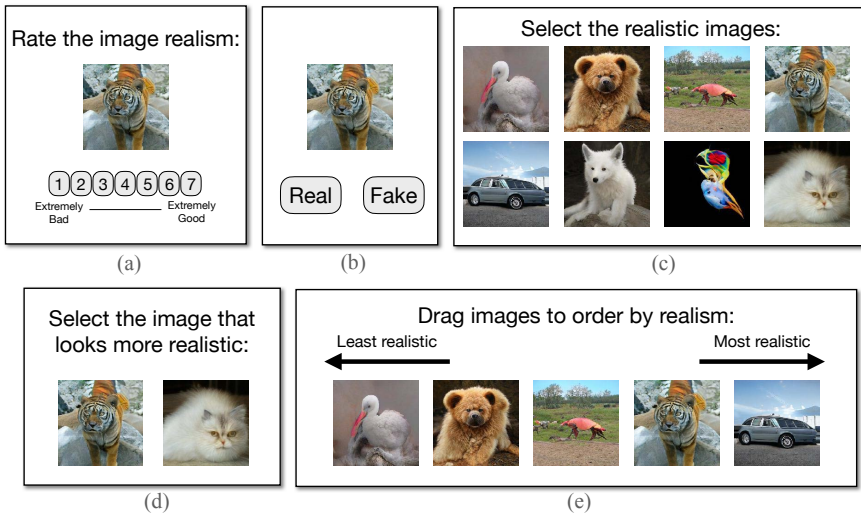 Rate the image realism:
1 2 3 4 5 6 7
Extremely Bad
Extremely Good
(a)
Real
Fake
(b)
Select the realistic images:
(c)
Select the image that
looks more realistic:
(d)
Drag images to order by realism:
Least realistic
Most realistic
(e)